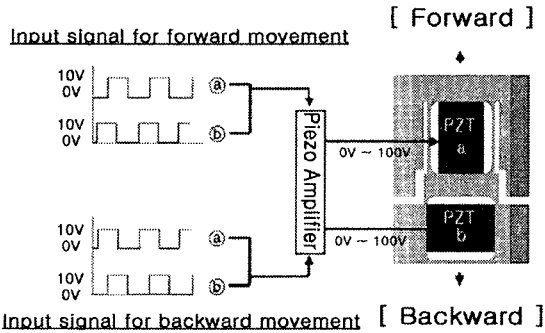 [ Forward ]
Input signal for forward movement
10V
0V
ⓐ
10V
0V
ⓑ
Piezo Amplifier
0V ~ 100V
PZT
a
10V
0V
ⓐ
10V
0V
ⓑ
0V ~ 100V
PZT
b
Input signal for backward movement
[ Backward ]